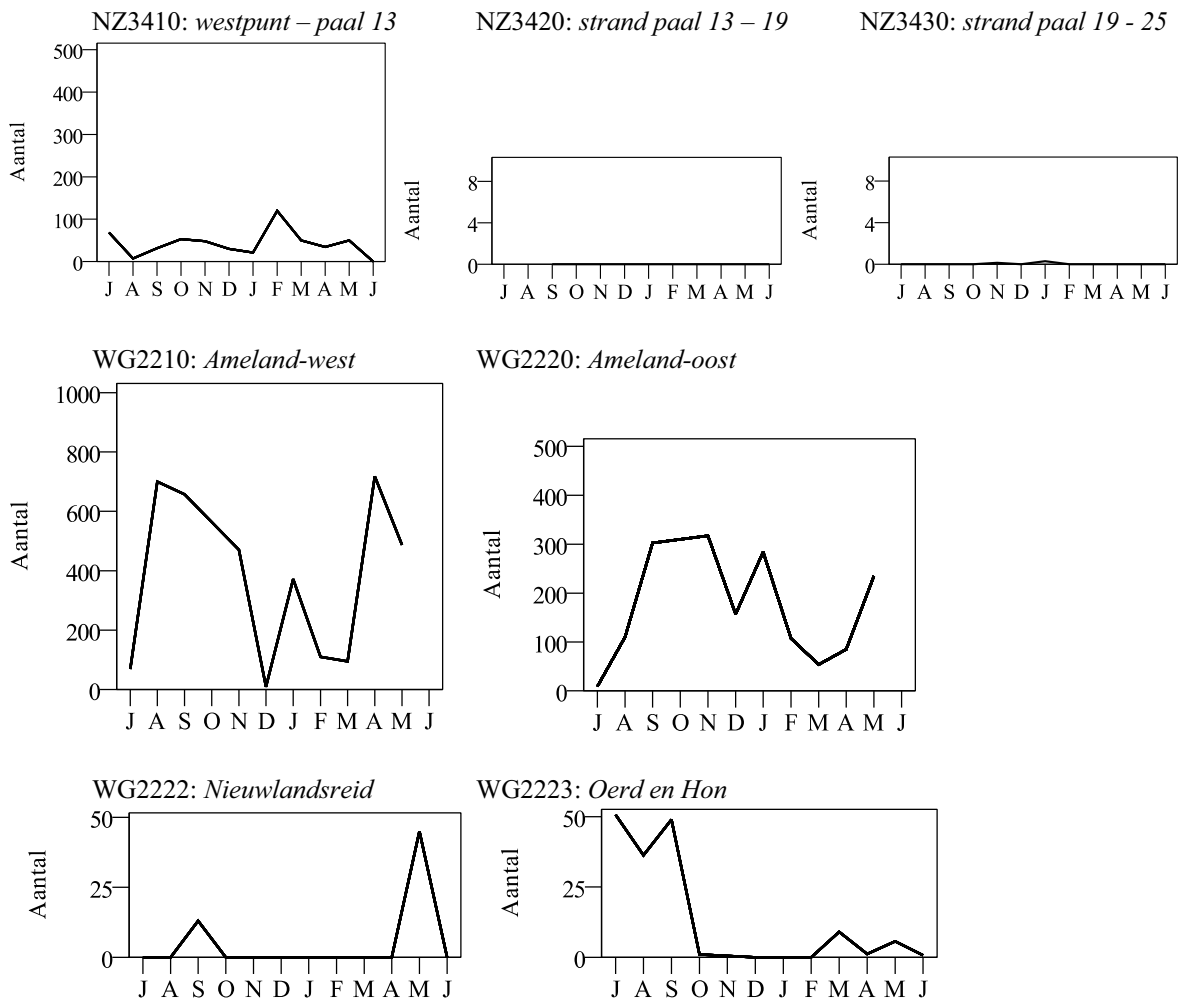 NZ3410: westpunt – paal 13
500
400
300
200
100
0
Aantal
J A S O N D J F M A M J
NZ3420: strand paal 13 – 19
8
4
0
Aantal
J A S O N D J F M A M J
NZ3430: strand paal 19 - 25
8
4
0
Aantal
J A S O N D J F M A M J
WG2210: Ameland-west
1000
800
600
400
200
0
Aantal
J A S O N D J F M A M J
WG2220: Ameland-oost
500
400
300
200
100
0
Aantal
J A S O N D J F M A M J
WG2222: Nieuwlandsreid
50
25
0
Aantal
J A S O N D J F M A M J
WG2223: Oerd en Hon
50
25
0
Aantal
J A S O N D J F M A M J